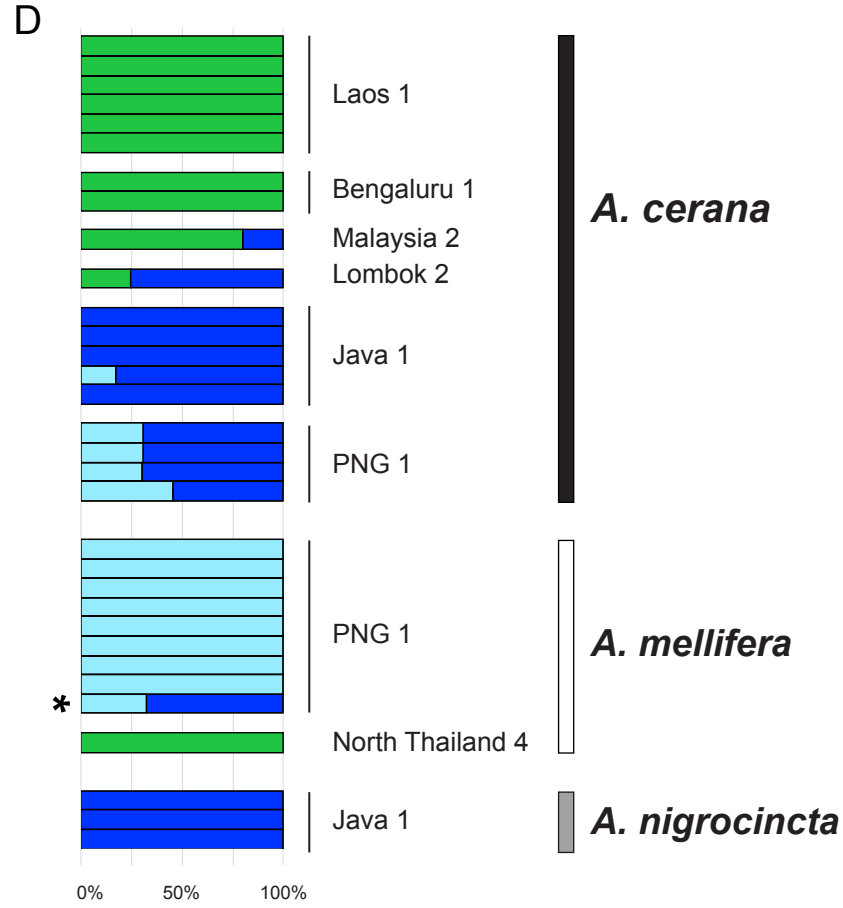 D
Laos 1
Bengaluru 1
A. cerana
Malaysia 2
Lombok 2
Java 1
PNG 1
PNG 1
A. mellifera
*
North Thailand 4
Java 1
A. nigrocincta
0% 50% 100%